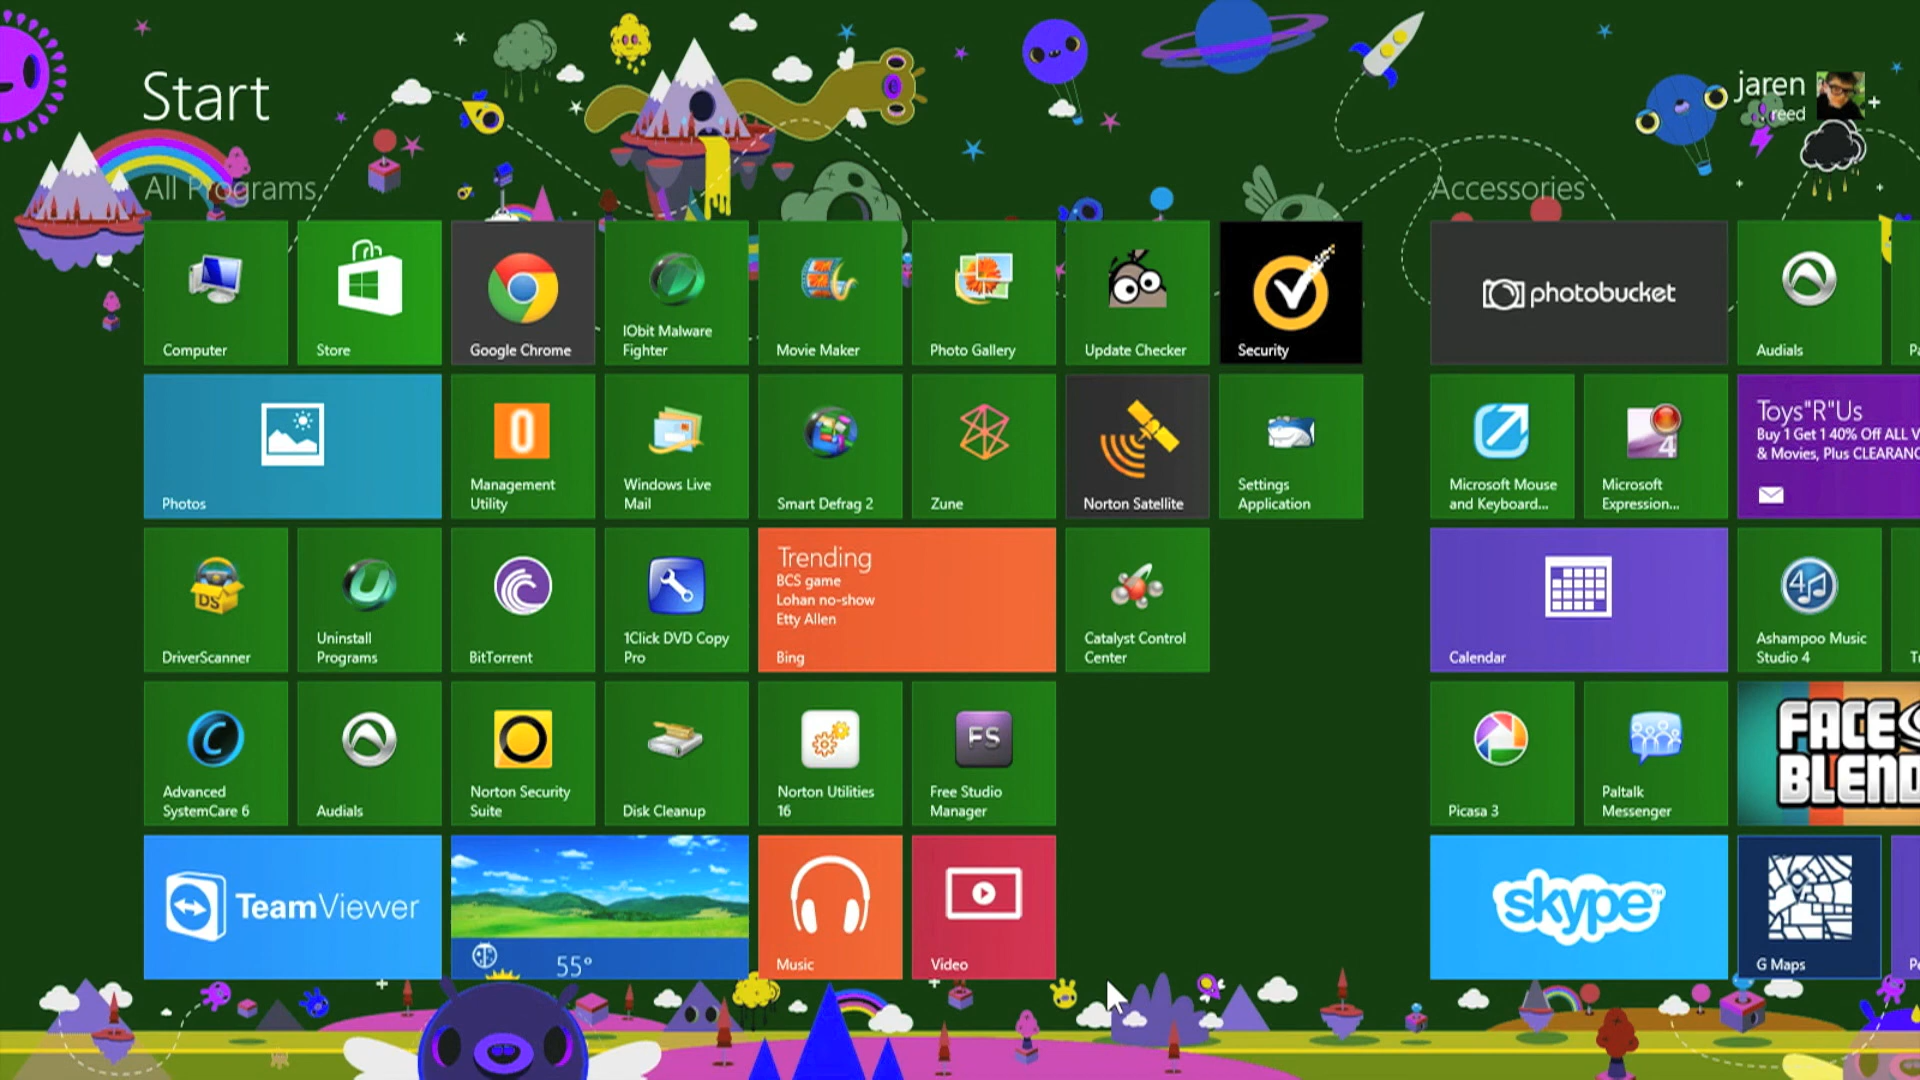 Start
jaren
reed
All Programs
Accessories
Computer
Store
Google Chrome
IObit Malware
Fighter
Movie Maker
Photo Gallery
Update Checker
Security
photobucket
Audials
Photos
Management
Utility
Windows Live
Mail
Smart Defrag 2
Zune
Norton Satellite
Settings
Application
Microsoft Mouse
and Keyboard...
Microsoft
Expression...
4
Toys"R"Us
Buy 1 Get 1 40% Off ALL V
& Movies, Plus CLEARANC
DS
DriverScanner
U
Uninstall
Programs
BitTorrent
1Click DVD Copy
Pro
Trending
BCS game
Lohan no-show
Etty Allen
Bing
Catalyst Control
Center
Calendar
4
Ashampoo Music
Studio 4
Advanced
SystemCare 6
Audials
Norton Security
Suite
Disk Cleanup
Norton Utilities
16
FS
Free Studio
Manager
Picasa 3
Paltalk
Messenger
FACE
BLEND
TeamViewer
55°
Music
Video
skype™
G Maps